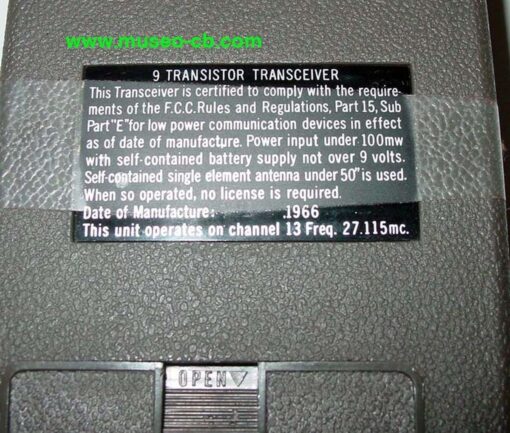 www.museo-cb.com
9 TRANSISTOR TRANSCEIVER
This Transceiver is certified to comply with the require-
ments of the F.C.C.Rules and Regulations, Part 15, Sub
Part "E" for low power communication devices in effect
as of date of manufacture. Power input under 100mw
with self-contained battery supply not over 9 volts.
Self-contained single element antenna under 50" is used.
When so operated, no license is required.
Date of Manufacture: .1966
This unit operates on channel 13 Freq. 27.115mc.
OPEN